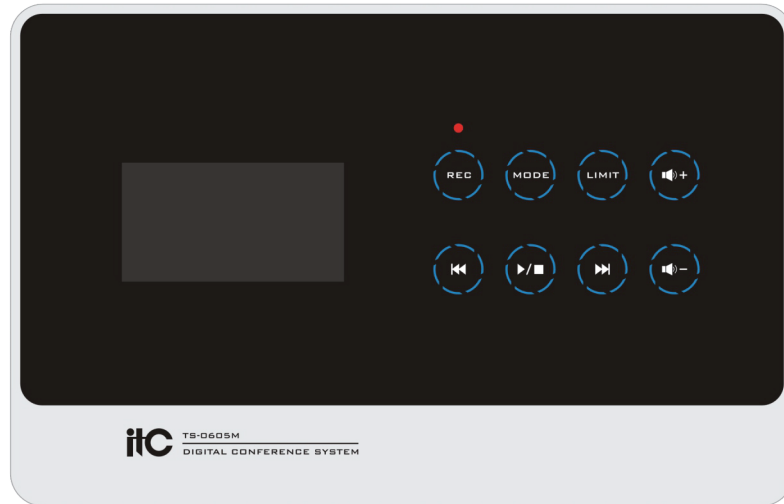 REC MODE LIMIT +
/ −
itC TS-0605M
DIGITAL CONFERENCE SYSTEM